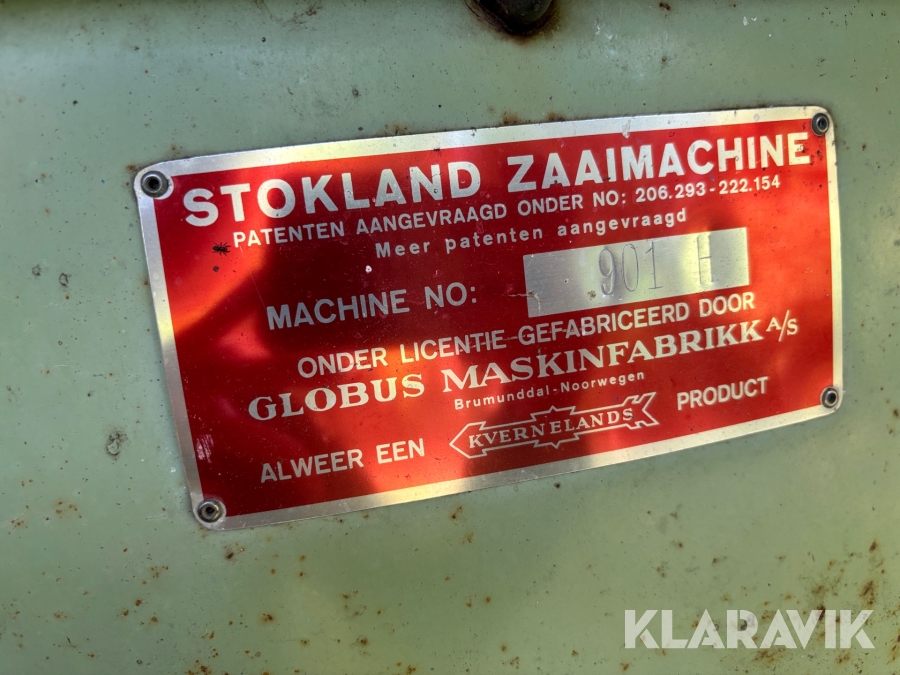 STOKLAND ZAAIMACHINE
PATENTEN AANGEVRAAGD ONDER NO: 206.293-222.154
Meer patenten aangevraagd
MACHINE NO: 901 H
ONDER LICENTIE GEFABRICEERD DOOR
GLOBUS MASKINFABRIKK A/S
Brumunddal-Noorwegen
ALWEER EEN KVERNELANDS PRODUCT
KLARAVIK